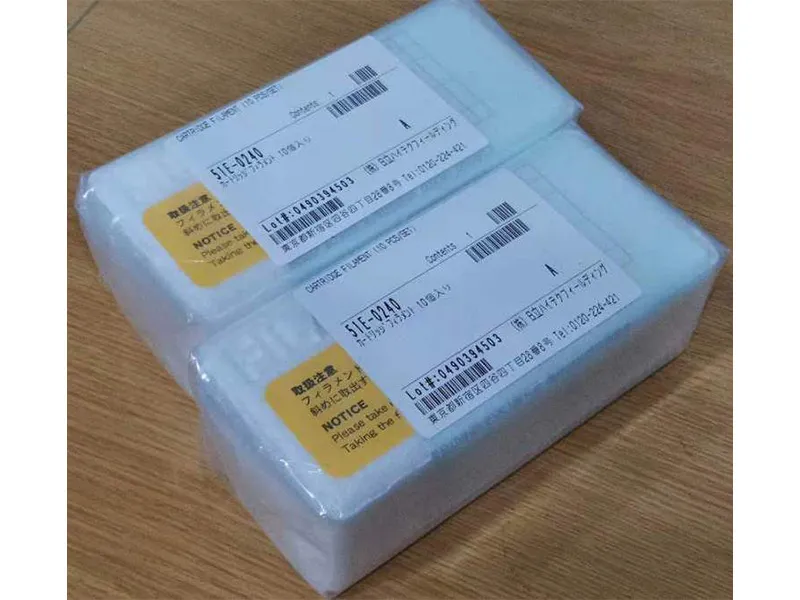 CARTRIDGE FILAMENT (10 PCS/SET)
Contents 1
51E-0240
カートリッジフィラメント 10個入り
A
Lot#:0490394503
(株) 日立ハイテクフィールディング
東京都新宿区四谷四丁目28番8号 Tel:0120-224-421
取扱注意
フィラメン
斜めに取出
NOTICE
Please take
Taking the
CARTRIDGE FILAMENT (10 PCS/SET)
Contents 1
51E-0240
カートリッジフィラメント 10個入り
A
Lot#:0490394503
(株) 日立ハイテクフィールディング
東京都新宿区四谷四丁目28番8号 Tel:0120-224-421
取扱注意
フィラメント
斜めに取出す
NOTICE
Please take
Taking the